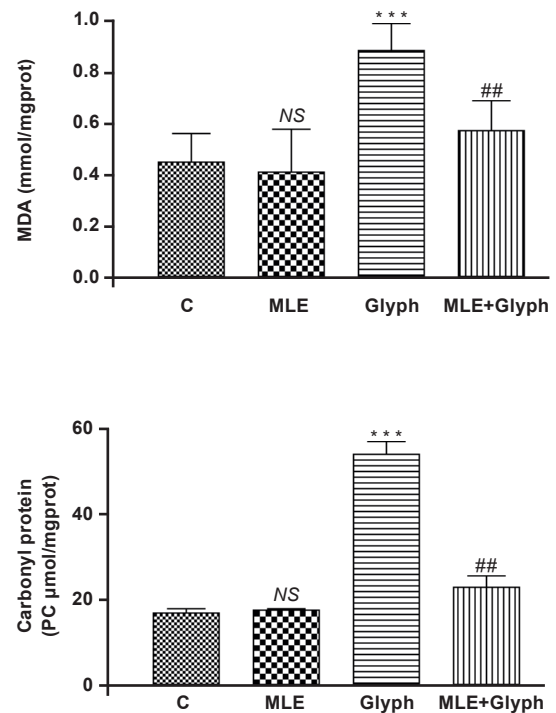 MDA (mmol/mgprot)
1.0
0.8
0.6
0.4
0.2
0.0
NS
***
##
C MLE Glyph MLE+Glyph
Carbonyl protein
(PC µmol/mgprot)
60
40
20
0
NS
***
##
C MLE Glyph MLE+Glyph